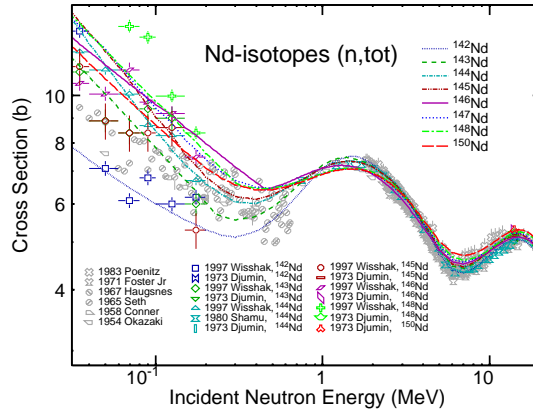 Nd-isotopes (n,tot)
¹⁴²Nd
¹⁴³Nd
¹⁴⁴Nd
¹⁴⁵Nd
¹⁴⁶Nd
¹⁴⁷Nd
¹⁴⁸Nd
¹⁵⁰Nd
Cross Section (b)
10
8
6
4
1983 Poenitz
1971 Foster Jr
1967 Haugsnes
1965 Seth
1958 Conner
1954 Okazaki
1997 Wisshak, ¹⁴²Nd
1973 Djumin, ¹⁴²Nd
1997 Wisshak, ¹⁴³Nd
1973 Djumin, ¹⁴³Nd
1997 Wisshak, ¹⁴⁴Nd
1980 Shamu, ¹⁴⁴Nd
1973 Djumin, ¹⁴⁴Nd
1997 Wisshak, ¹⁴⁵Nd
1973 Djumin, ¹⁴⁵Nd
1997 Wisshak, ¹⁴⁶Nd
1973 Djumin, ¹⁴⁶Nd
1997 Wisshak, ¹⁴⁸Nd
1973 Djumin, ¹⁴⁸Nd
1973 Djumin, ¹⁵⁰Nd
10⁻¹ 1 10
Incident Neutron Energy (MeV)